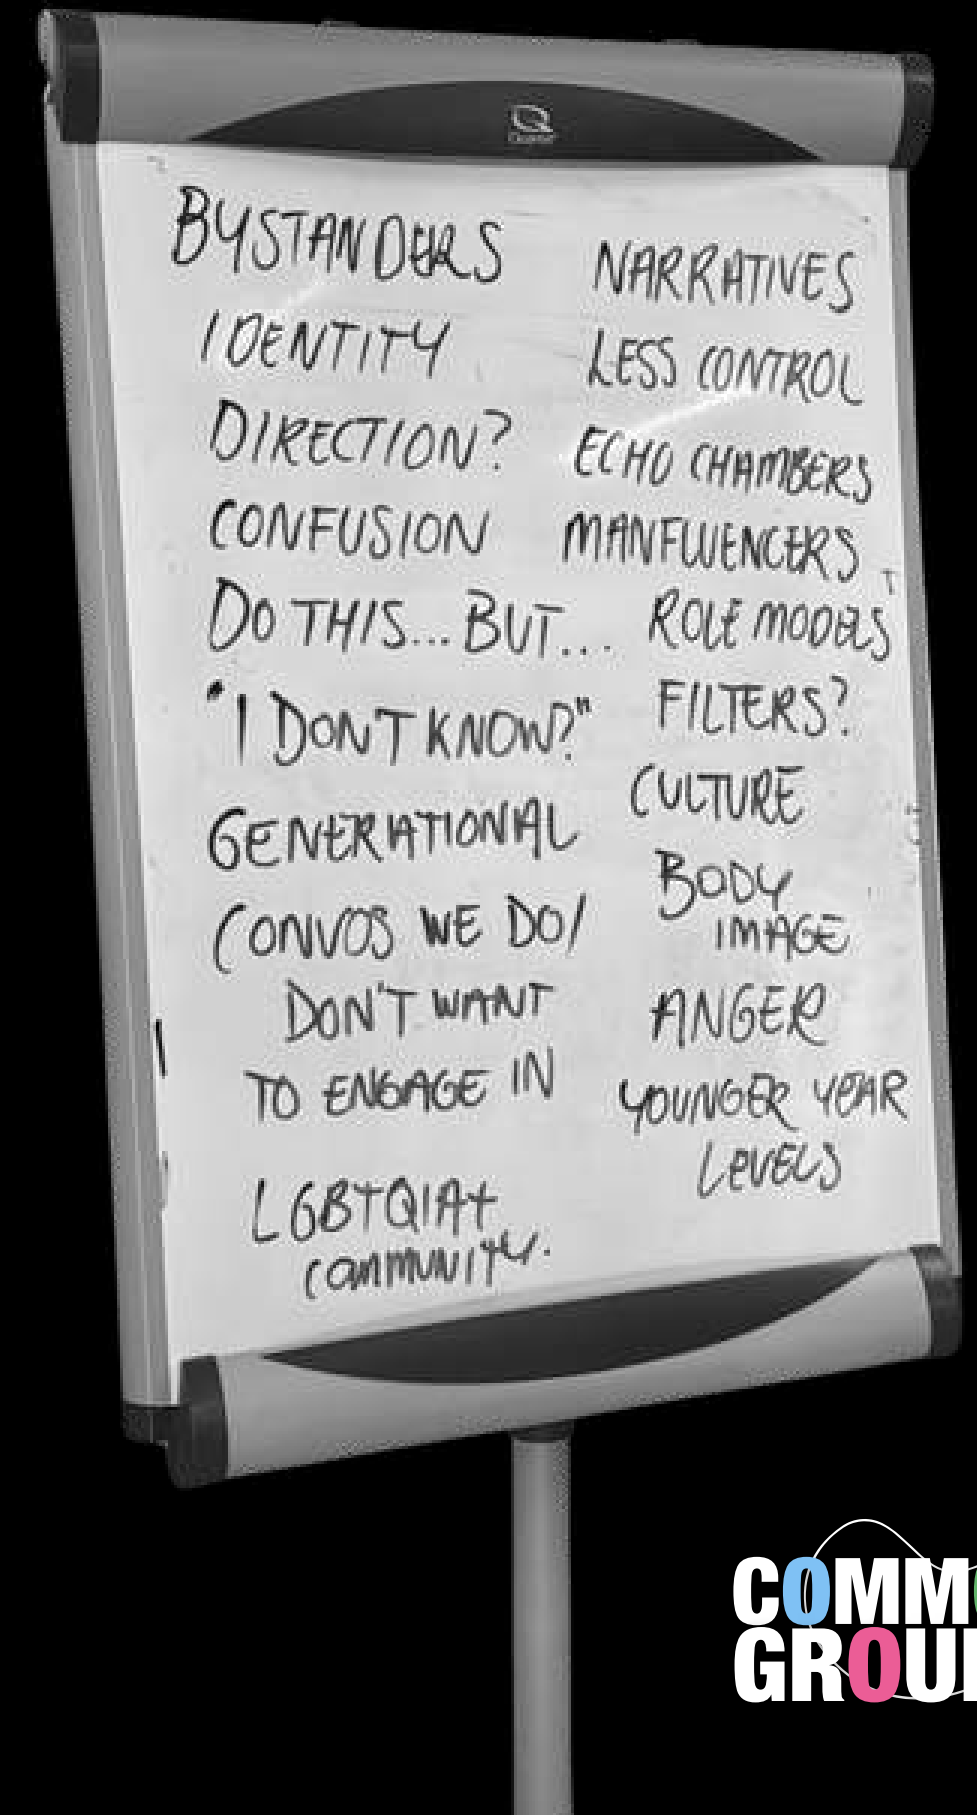 BYSTANDERS
IDENTITY
DIRECTION?
CONFUSION
DO THIS... BUT...
"I DON'T KNOW?"
GENERATIONAL
CONVOS WE DO/
DON'T WANT
TO ENGAGE IN
LGBTQIA+
COMMUNITY.
NARRATIVES
LESS CONTROL
ECHO CHAMBERS
MANFLUENCERS
ROLE MODELS
FILTERS?
CULTURE
BODY
IMAGE
ANGER
YOUNGER YEAR
LEVELS
COMM
GROU